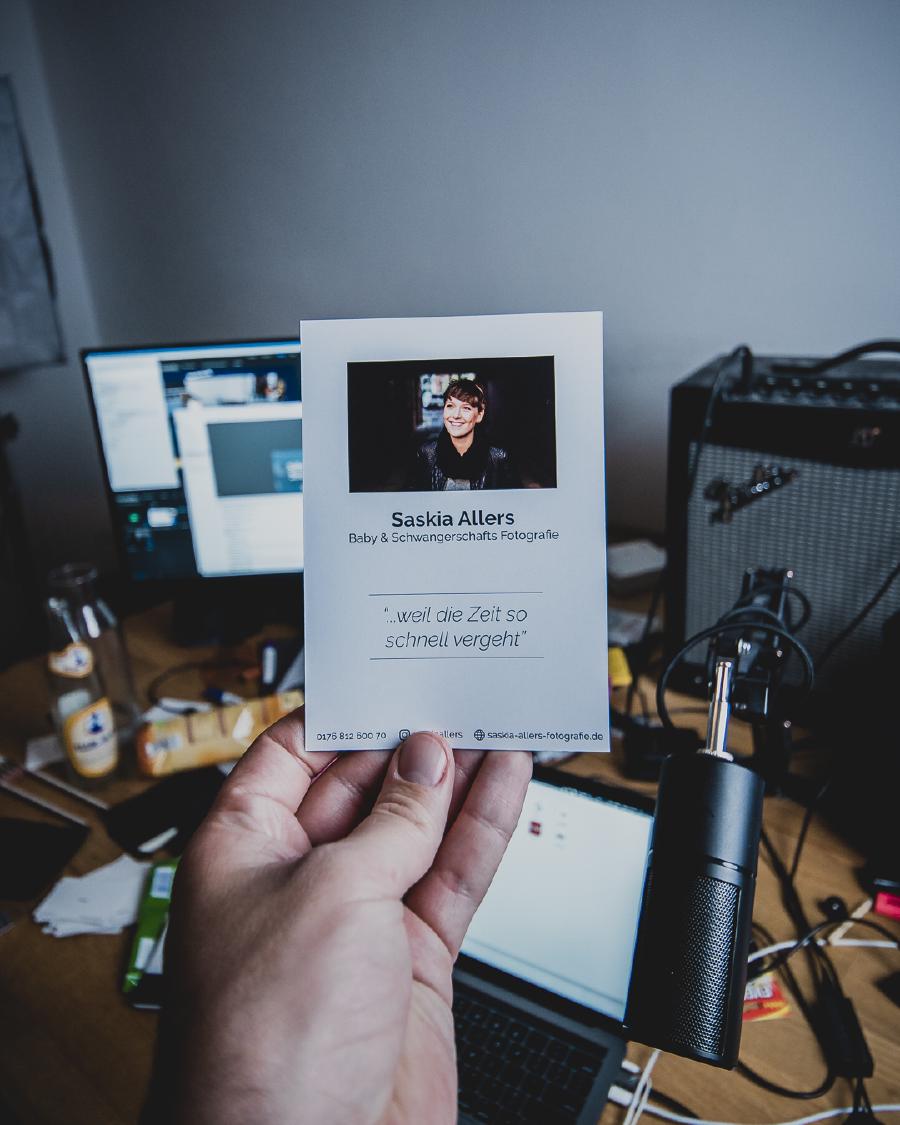 Saskia Allers
Baby & Schwangerschafts Fotografie
"...weil die Zeit so
schnell vergeht"
0176 812 600 70 allers saskia-allers-fotografie.de